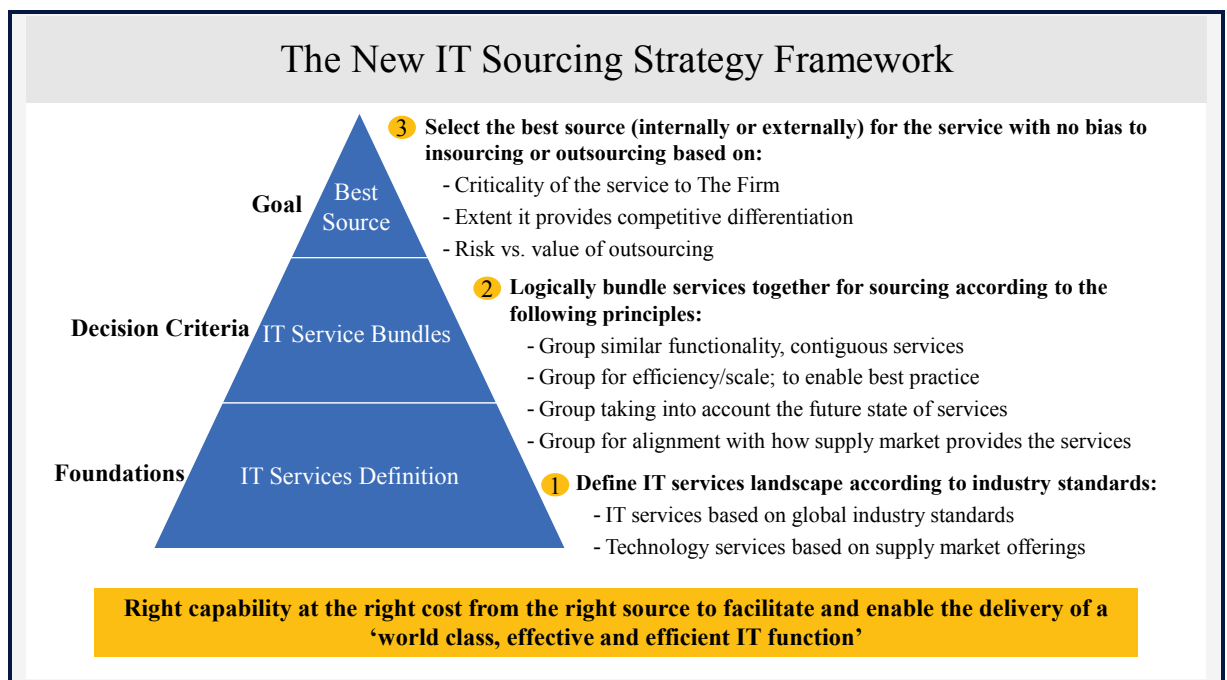 The New IT Sourcing Strategy Framework
3 Select the best source (internally or externally) for the service with no bias to
insourcing or outsourcing based on:
- Criticality of the service to The Firm
- Extent it provides competitive differentiation
- Risk vs. value of outsourcing
Goal
Best
Source
2 Logically bundle services together for sourcing according to the
following principles:
- Group similar functionality, contiguous services
- Group for efficiency/scale; to enable best practice
- Group taking into account the future state of services
- Group for alignment with how supply market provides the services
Decision Criteria
IT Service Bundles
1 Define IT services landscape according to industry standards:
- IT services based on global industry standards
- Technology services based on supply market offerings
Foundations
IT Services Definition
Right capability at the right cost from the right source to facilitate and enable the delivery of a
‘world class, effective and efficient IT function’